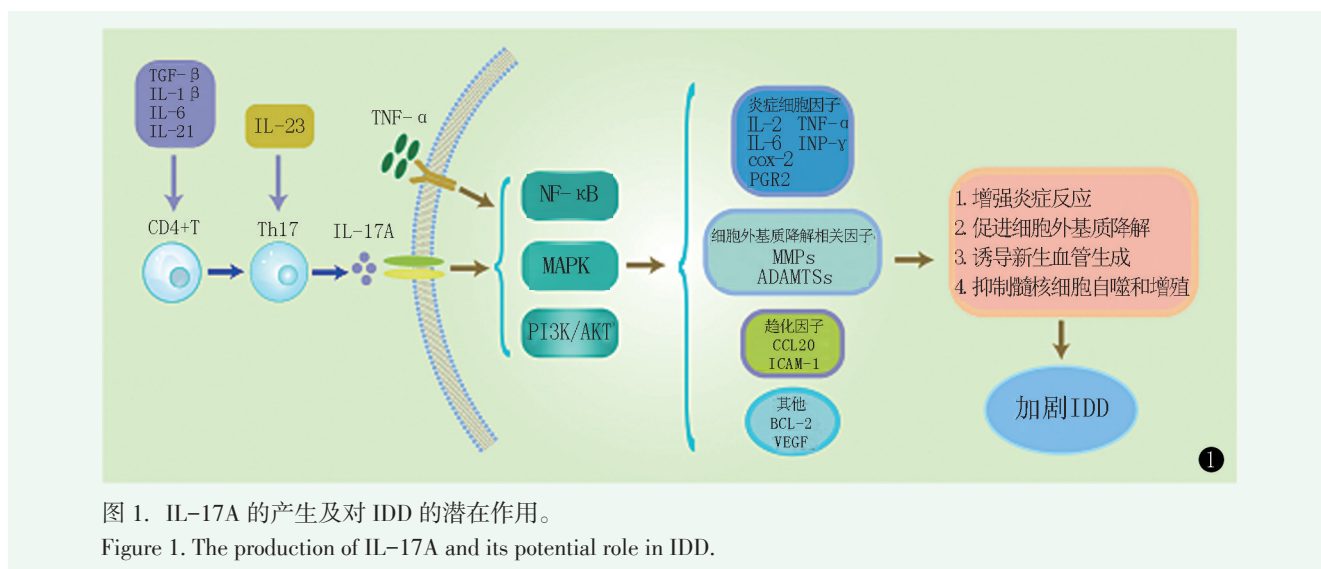 TGF-β
IL-1β
IL-6
IL-21
IL-23
CD4+T
Th17
IL-17A
TNF-α
NF-κB
MAPK
PI3K/AKT
炎症细胞因子
IL-2 TNF-α
IL-6 INP-γ
cox-2
PGR2
细胞外基质降解相关因子
MMPs
ADAMTSs
趋化因子
CCL20
ICAM-1
其他
BCL-2
VEGF
1. 增强炎症反应
2. 促进细胞外基质降解
3. 诱导新生血管生成
4. 抑制髓核细胞自噬和增殖
加剧IDD
1
图 1. IL-17A 的产生及对 IDD 的潜在作用。
Figure 1. The production of IL-17A and its potential role in IDD.